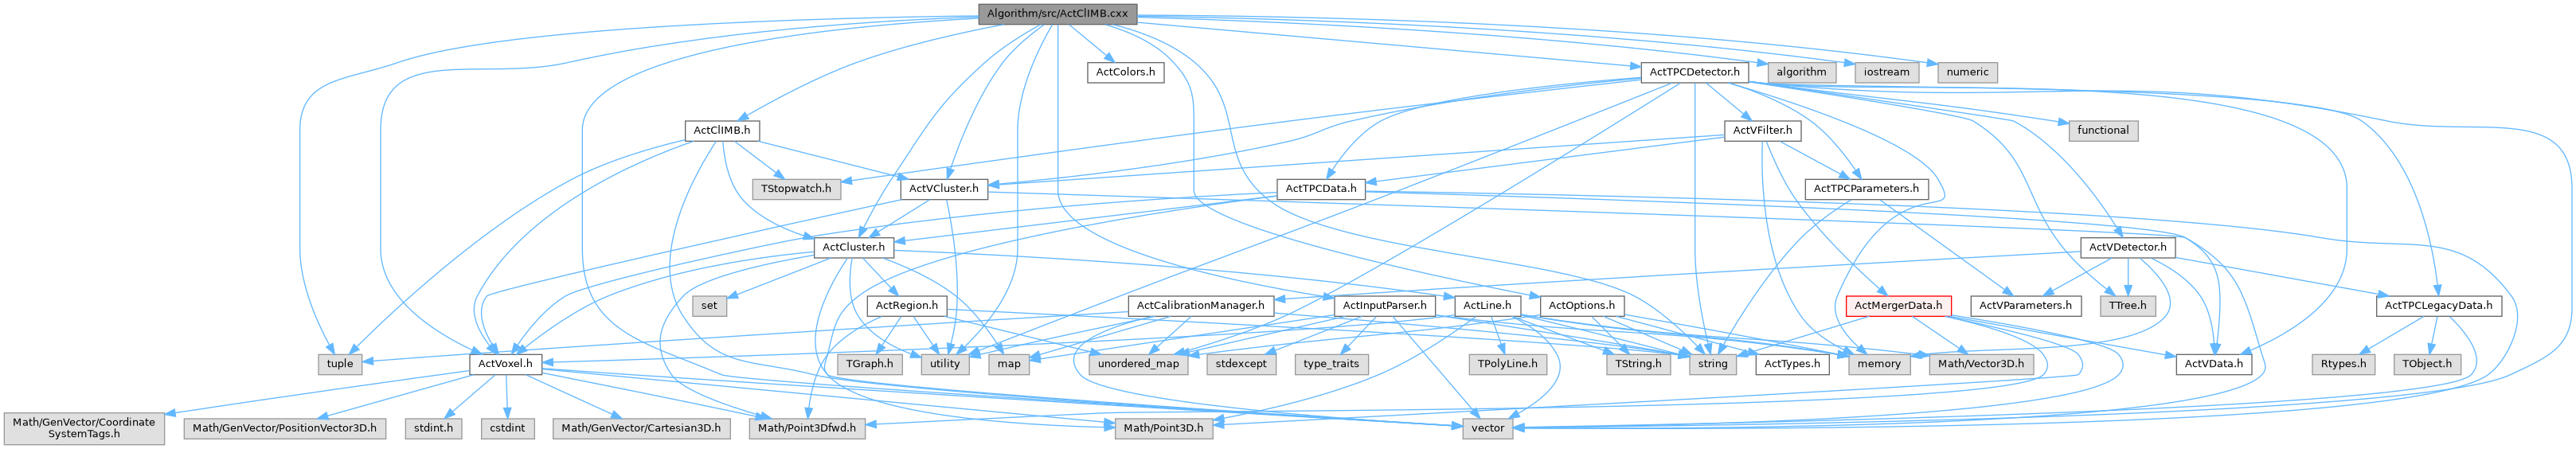 Algorithm/src/ActClIMB.cxx
ActColors.h
ActTPCDetector.h
algorithm
iostream
numeric
ActClIMB.h
ActVFilter.h
functional
TStopwatch.h
ActVCluster.h
ActTPCData.h
ActTPCParameters.h
ActCluster.h
ActVDetector.h
set
ActRegion.h
ActCalibrationManager.h
ActInputParser.h
ActLine.h
ActOptions.h
ActMergerData.h
ActVParameters.h
TTree.h
ActTPCLegacyData.h
tuple
ActVoxel.h
TGraph.h
utility
map
unordered_map
stdexcept
type_traits
TPolyLine.h
TString.h
string
ActTypes.h
memory
Math/Vector3D.h
ActVData.h
Rtypes.h
TObject.h
Math/GenVector/Coordinate
SystemTags.h
Math/GenVector/PositionVector3D.h
stdint.h
cstdint
Math/GenVector/Cartesian3D.h
Math/Point3Dfwd.h
Math/Point3D.h
vector